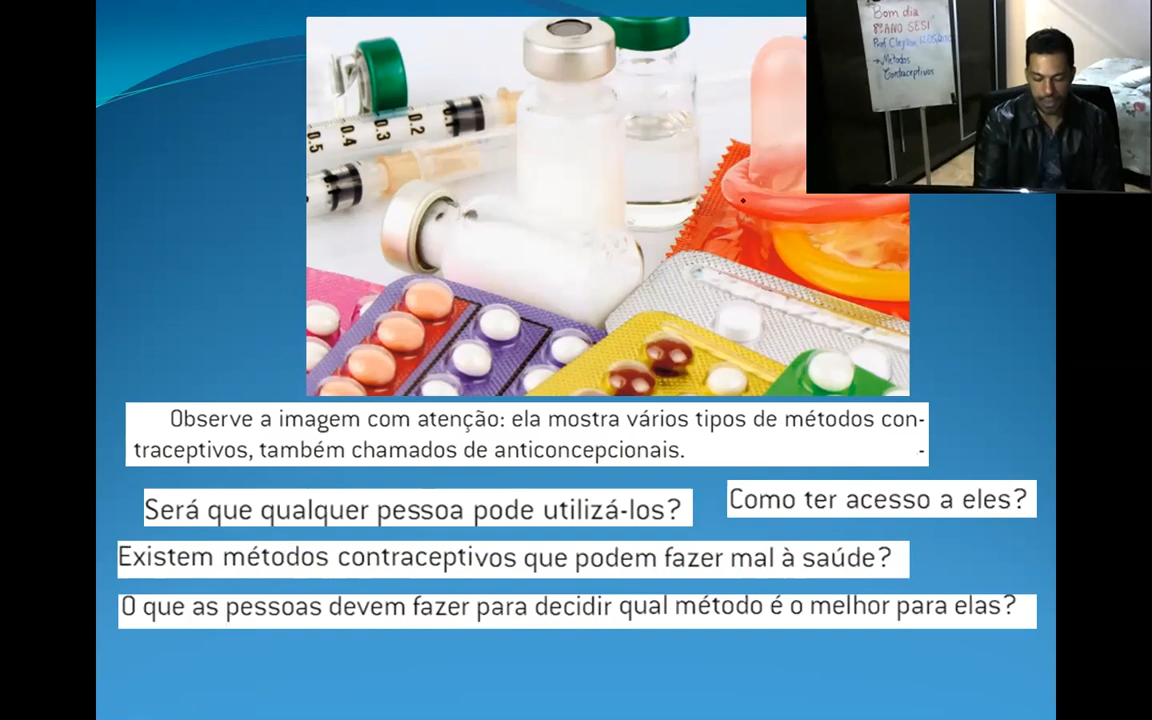 Bom dia
8º ANO SESI
Prof
→ Métodos
Contraceptivos
0.5 0.4 0.3 0.2 0.1
Observe a imagem com atenção: ela mostra vários tipos de métodos con-
traceptivos, também chamados de anticoncepcionais.
-
Será que qualquer pessoa pode utilizá-los?
Como ter acesso a eles?
Existem métodos contraceptivos que podem fazer mal à saúde?
O que as pessoas devem fazer para decidir qual método é o melhor para elas?